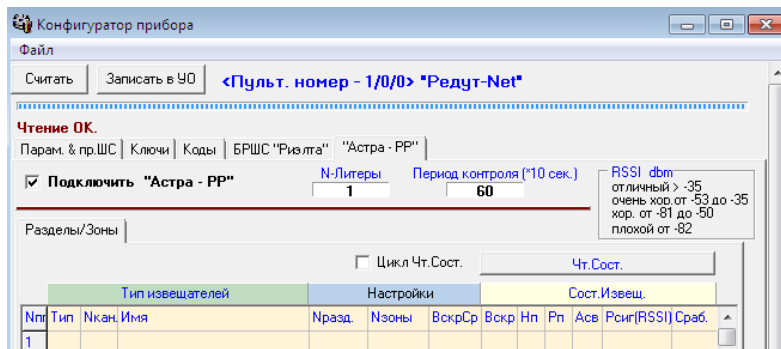 Конфигуратор прибора
Файл
Считать Записать в УО <Пульт. номер - 1/0/0> "Редут-Net"
Чтение OK.
Парам. & пр.ШС Ключи Коды БРШС "Риэлта" "Астра - РР"
Подключить "Астра - РР"
N-Литеры Период контроля (*10 сек.)
1 60
RSSI dbm
отличный > -35
очень хор.от -53 до -35
хор. от -81 до -50
плохой от -82
Разделы/Зоны
Цикл Чт.Сост. Чт.Сост.
Тип извещателей Настройки Сост.Извещ.
Nпп Тип Nкан. Имя Nразд. Nзоны ВскрСр Вскр Нп Рп Асв Рсиг(RSSI) Сраб.
1